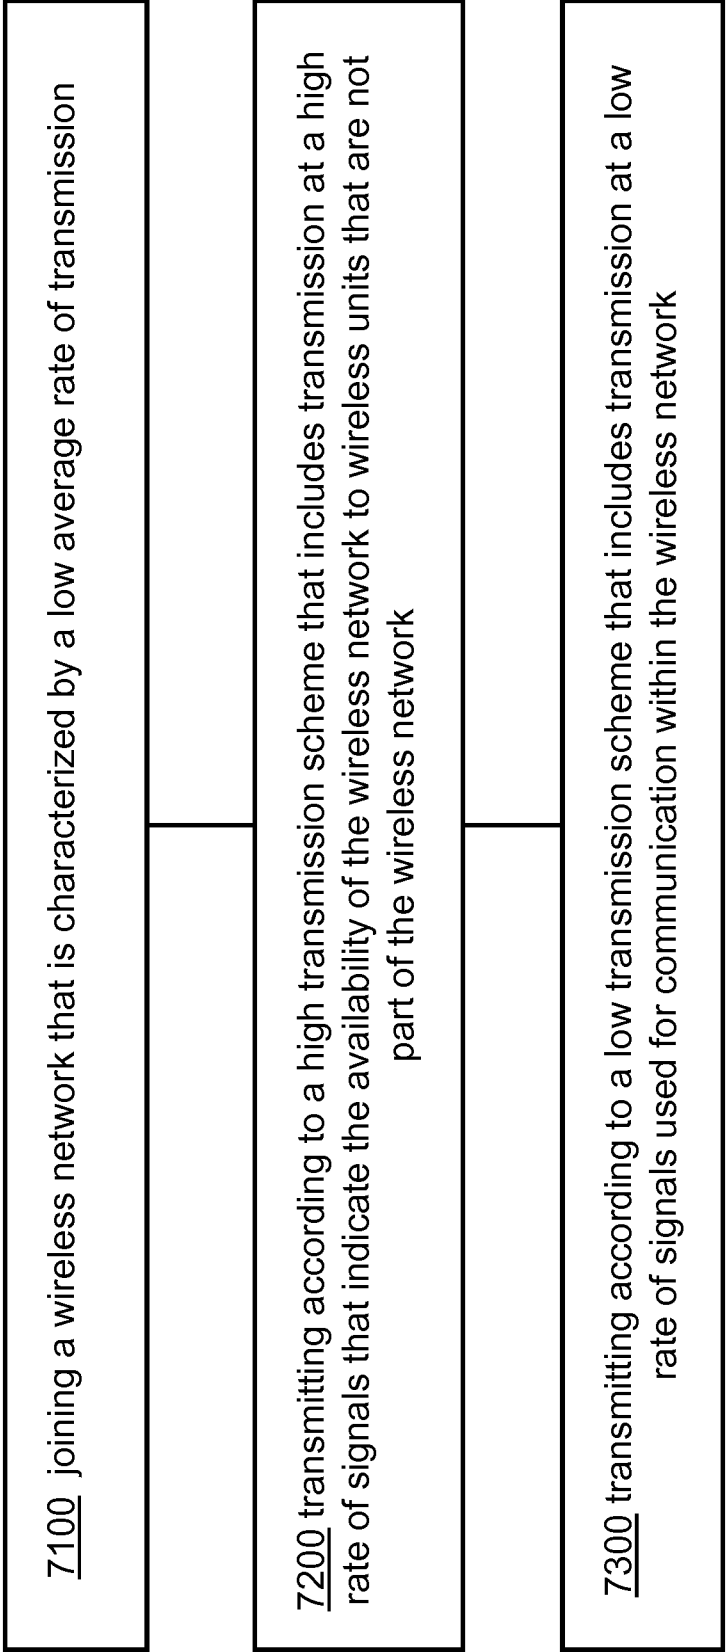 7100 joining a wireless network that is characterized by a low average rate of transmission
7200 transmitting according to a high transmission scheme that includes transmission at a high
rate of signals that indicate the availability of the wireless network to wireless units that are not
part of the wireless network
7300 transmitting according to a low transmission scheme that includes transmission at a low
rate of signals used for communication within the wireless network